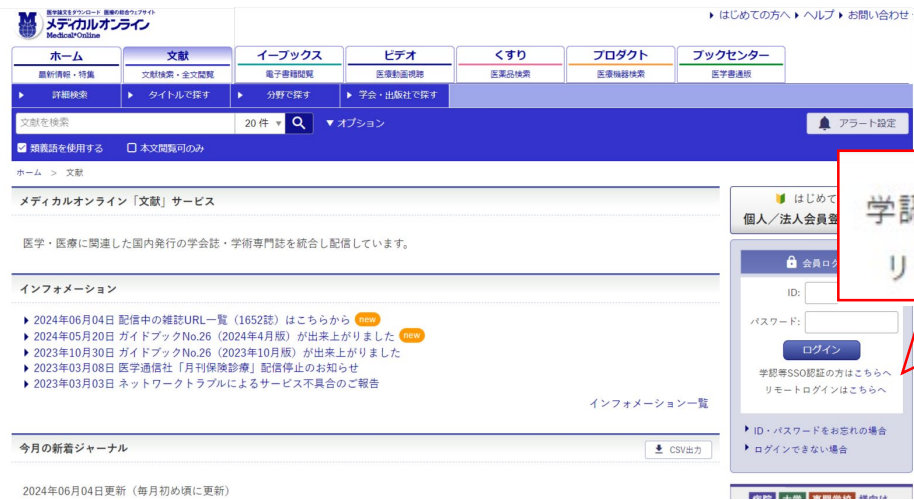 医学論文をダウンロード 医療の総合ウェブサイト
メディカルオンライン
Medical*Online
はじめての方へ ヘルプ お問い合わせ
ホーム 文献 イーブックス ビデオ くすり プロダクト ブックセンター
最新情報・特集 文献検索・全文閲覧 電子書籍閲覧 医療動画視聴 医薬品検索 医療機器検索 医学書通販
詳細検索 タイトルで探す 分野で探す 学会・出版社で探す
文献を検索 20 件 ▼ オプション アラート設定
類義語を使用する 本文閲覧可のみ
ホーム > 文献
メディカルオンライン「文献」サービス
医学・医療に関連した国内発行の学会誌・学術専門誌を統合し配信しています。
インフォメーション
2024年06月04日 配信中の雑誌URL一覧（1652誌）はこちらから new
2024年05月20日 ガイドブックNo.26（2024年4月版）が出来上がりました new
2023年10月30日 ガイドブックNo.26（2023年10月版）が出来上がりました
2023年03月08日 医学通信社「月刊保険診療」配信停止のお知らせ
2023年03月03日 ネットワークトラブルによるサービス不具合のご報告
インフォメーション一覧
今月の新着ジャーナル CSV出力
2024年06月04日更新（毎月初め頃に更新）
はじめて
個人／法人会員登
学認
リ
会員ログ
ID:
パスワード:
ログイン
学認等SSO認証の方はこちらへ
リモートログインはこちらへ
ID・パスワードをお忘れの場合
ログインできない場合
病院 大学 専門学校 様向け